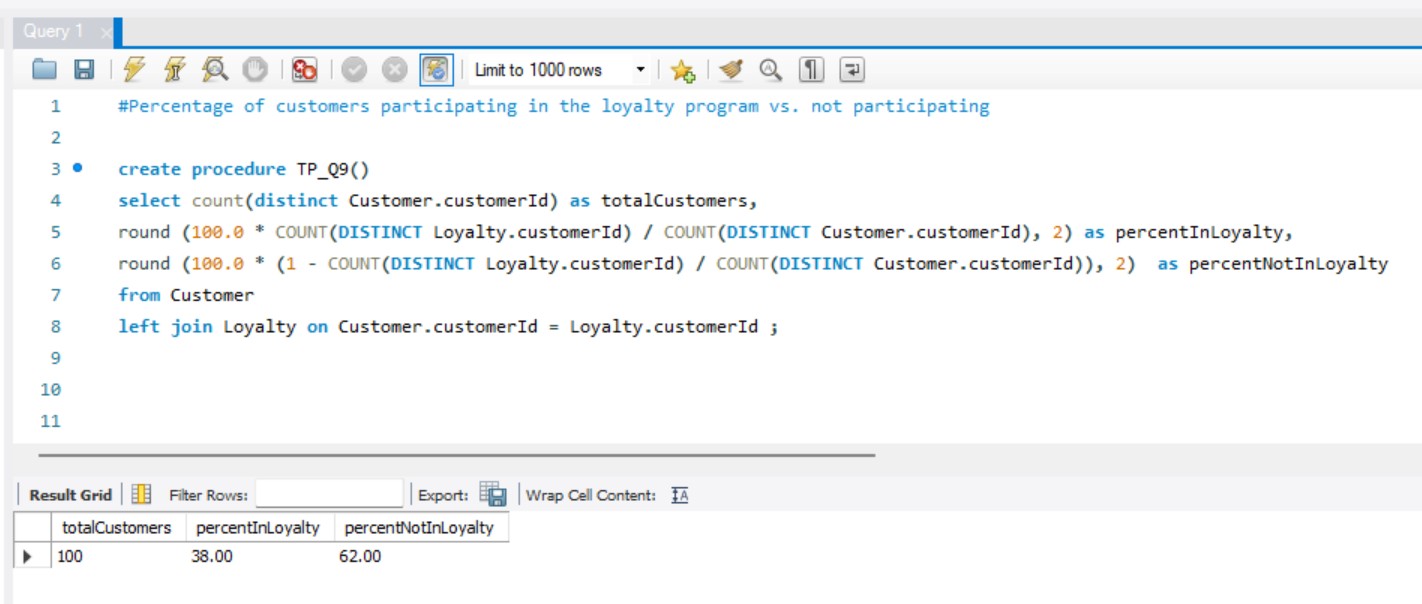 Query 1
Limit to 1000 rows
1 #Percentage of customers participating in the loyalty program vs. not participating
2
3 create procedure TP_Q9()
4 select count(distinct Customer.customerId) as totalCustomers,
5 round (100.0 * COUNT(DISTINCT Loyalty.customerId) / COUNT(DISTINCT Customer.customerId), 2) as percentInLoyalty,
6 round (100.0 * (1 - COUNT(DISTINCT Loyalty.customerId) / COUNT(DISTINCT Customer.customerId)), 2)  as percentNotInLoyalty
7 from Customer
8 left join Loyalty on Customer.customerId = Loyalty.customerId ;
9
10
11
Result Grid Filter Rows: Export: Wrap Cell Content: IA
totalCustomers percentInLoyalty percentNotInLoyalty
100 38.00 62.00